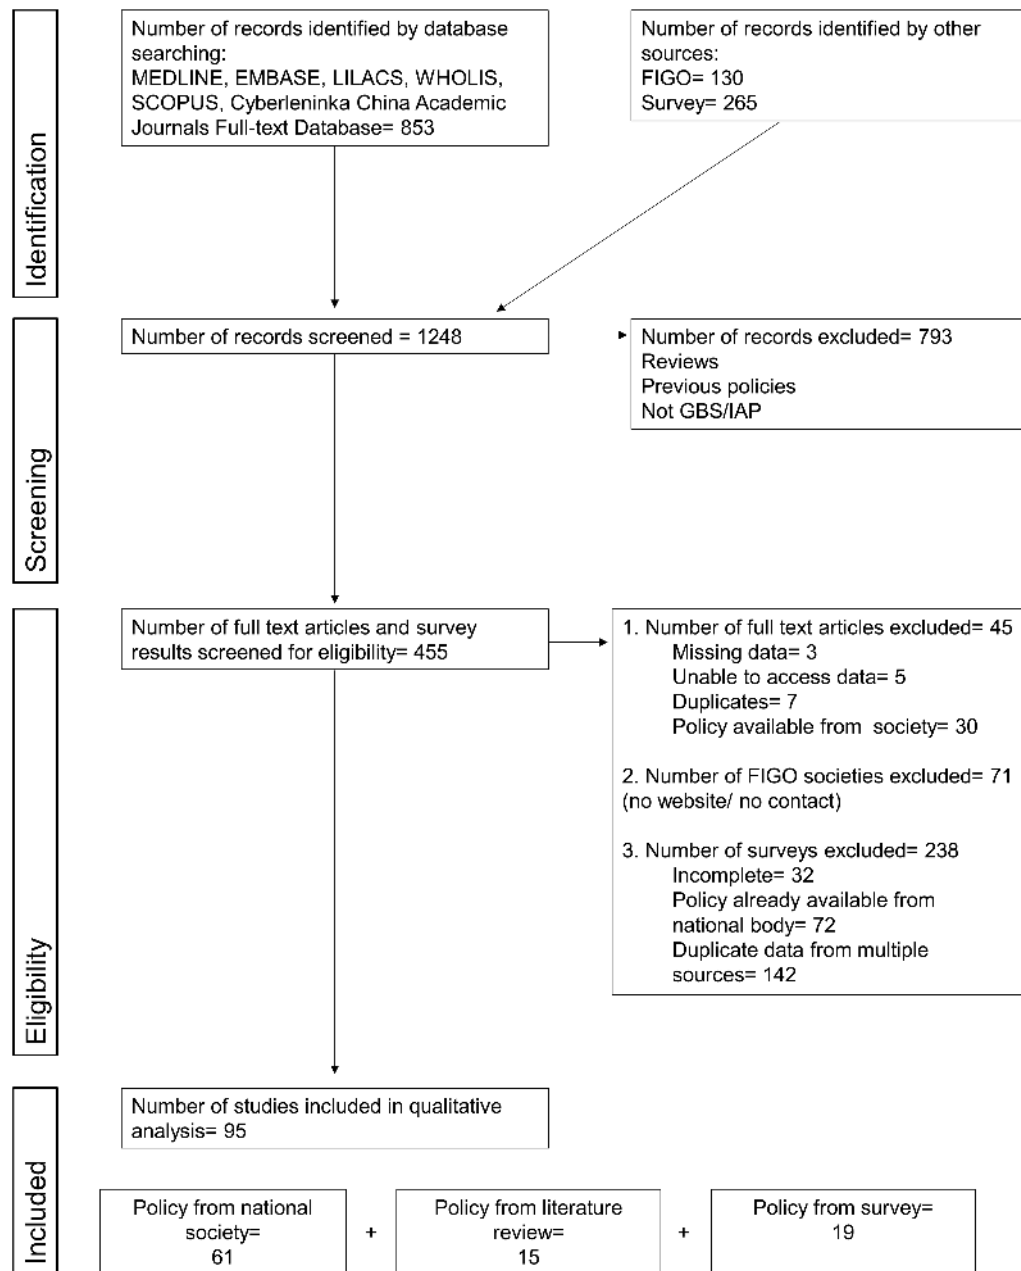 Identification
Number of records identified by database
searching:
MEDLINE, EMBASE, LILACS, WHOLIS,
SCOPUS, Cyberleninka China Academic
Journals Full-text Database= 853
Number of records identified by other
sources:
FIGO= 130
Survey= 265
Screening
Number of records screened = 1248
Number of records excluded= 793
Reviews
Previous policies
Not GBS/IAP
Eligibility
Number of full text articles and survey
results screened for eligibility= 455
1. Number of full text articles excluded= 45
Missing data= 3
Unable to access data= 5
Duplicates= 7
Policy available from society= 30
2. Number of FIGO societies excluded= 71
(no website/ no contact)
3. Number of surveys excluded= 238
Incomplete= 32
Policy already available from
national body= 72
Duplicate data from multiple
sources= 142
Included
Number of studies included in qualitative
analysis= 95
Policy from national
society=
61
+
Policy from literature
review=
15
+
Policy from survey=
19